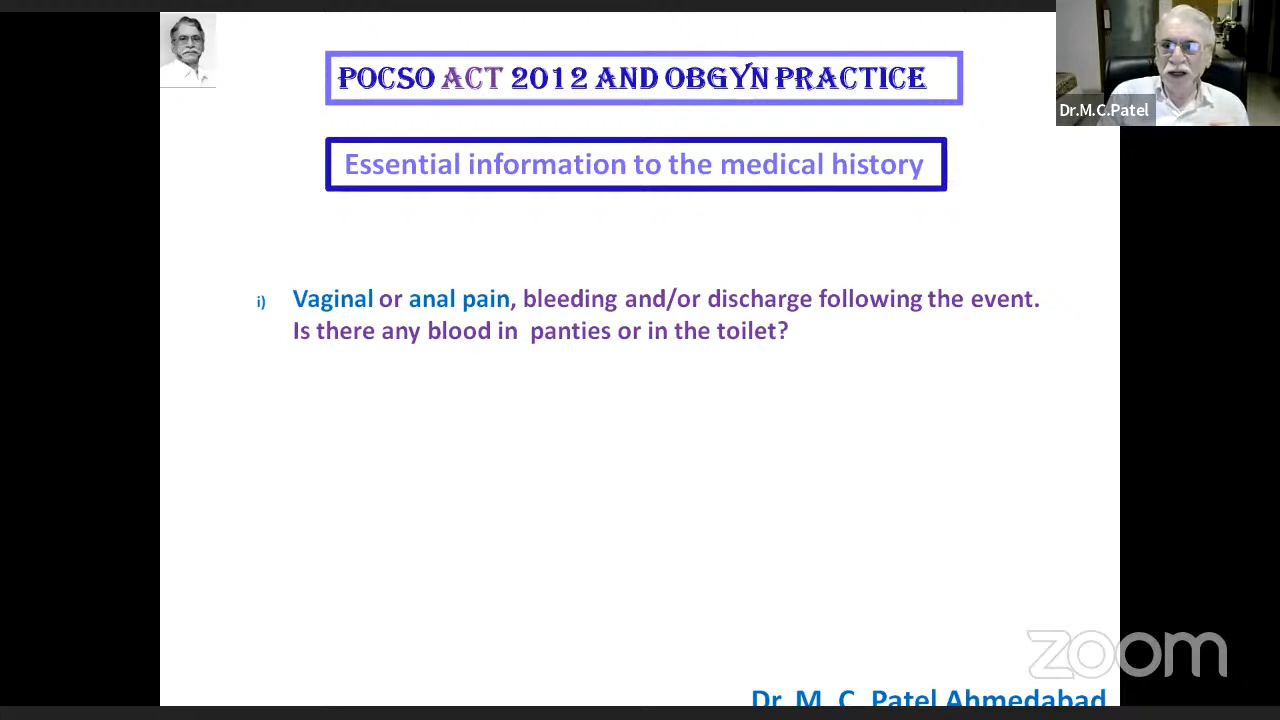 POCSO ACT 2012 AND OBGYN PRACTICE
Dr.M.C.Patel
Essential information to the medical history
i) Vaginal or anal pain, bleeding and/or discharge following the event.
Is there any blood in panties or in the toilet?
zoom
Dr. M. C. Patel Ahmedabad